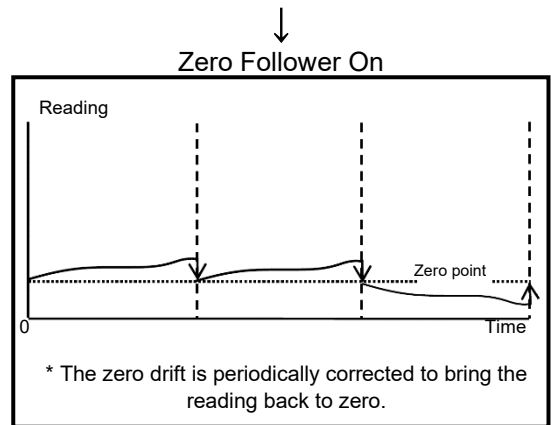 Zero Follower On
Reading
Zero point
0
Time
* The zero drift is periodically corrected to bring the
reading back to zero.